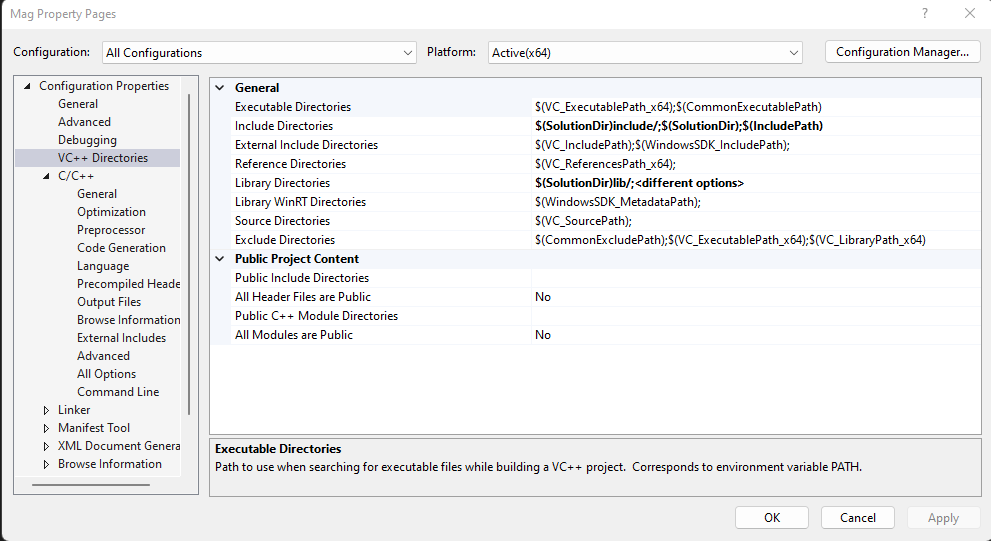 Mag Property Pages
?
Configuration: All Configurations Platform: Active(x64) Configuration Manager...
Configuration Properties
General
Advanced
Debugging
VC++ Directories
C/C++
General
Optimization
Preprocessor
Code Generation
Language
Precompiled Heade
Output Files
Browse Information
External Includes
Advanced
All Options
Command Line
Linker
Manifest Tool
XML Document Genera
Browse Information
General
Executable Directories $(VC_ExecutablePath_x64);$(CommonExecutablePath)
Include Directories $(SolutionDir)include/;$(SolutionDir);$(IncludePath)
External Include Directories $(VC_IncludePath);$(WindowsSDK_IncludePath);
Reference Directories $(VC_ReferencesPath_x64);
Library Directories $(SolutionDir)lib/;<different options>
Library WinRT Directories $(WindowsSDK_MetadataPath);
Source Directories $(VC_SourcePath);
Exclude Directories $(CommonExcludePath);$(VC_ExecutablePath_x64);$(VC_LibraryPath_x64)
Public Project Content
Public Include Directories
All Header Files are Public No
Public C++ Module Directories
All Modules are Public No
Executable Directories
Path to use when searching for executable files while building a VC++ project.  Corresponds to environment variable PATH.
OK Cancel Apply